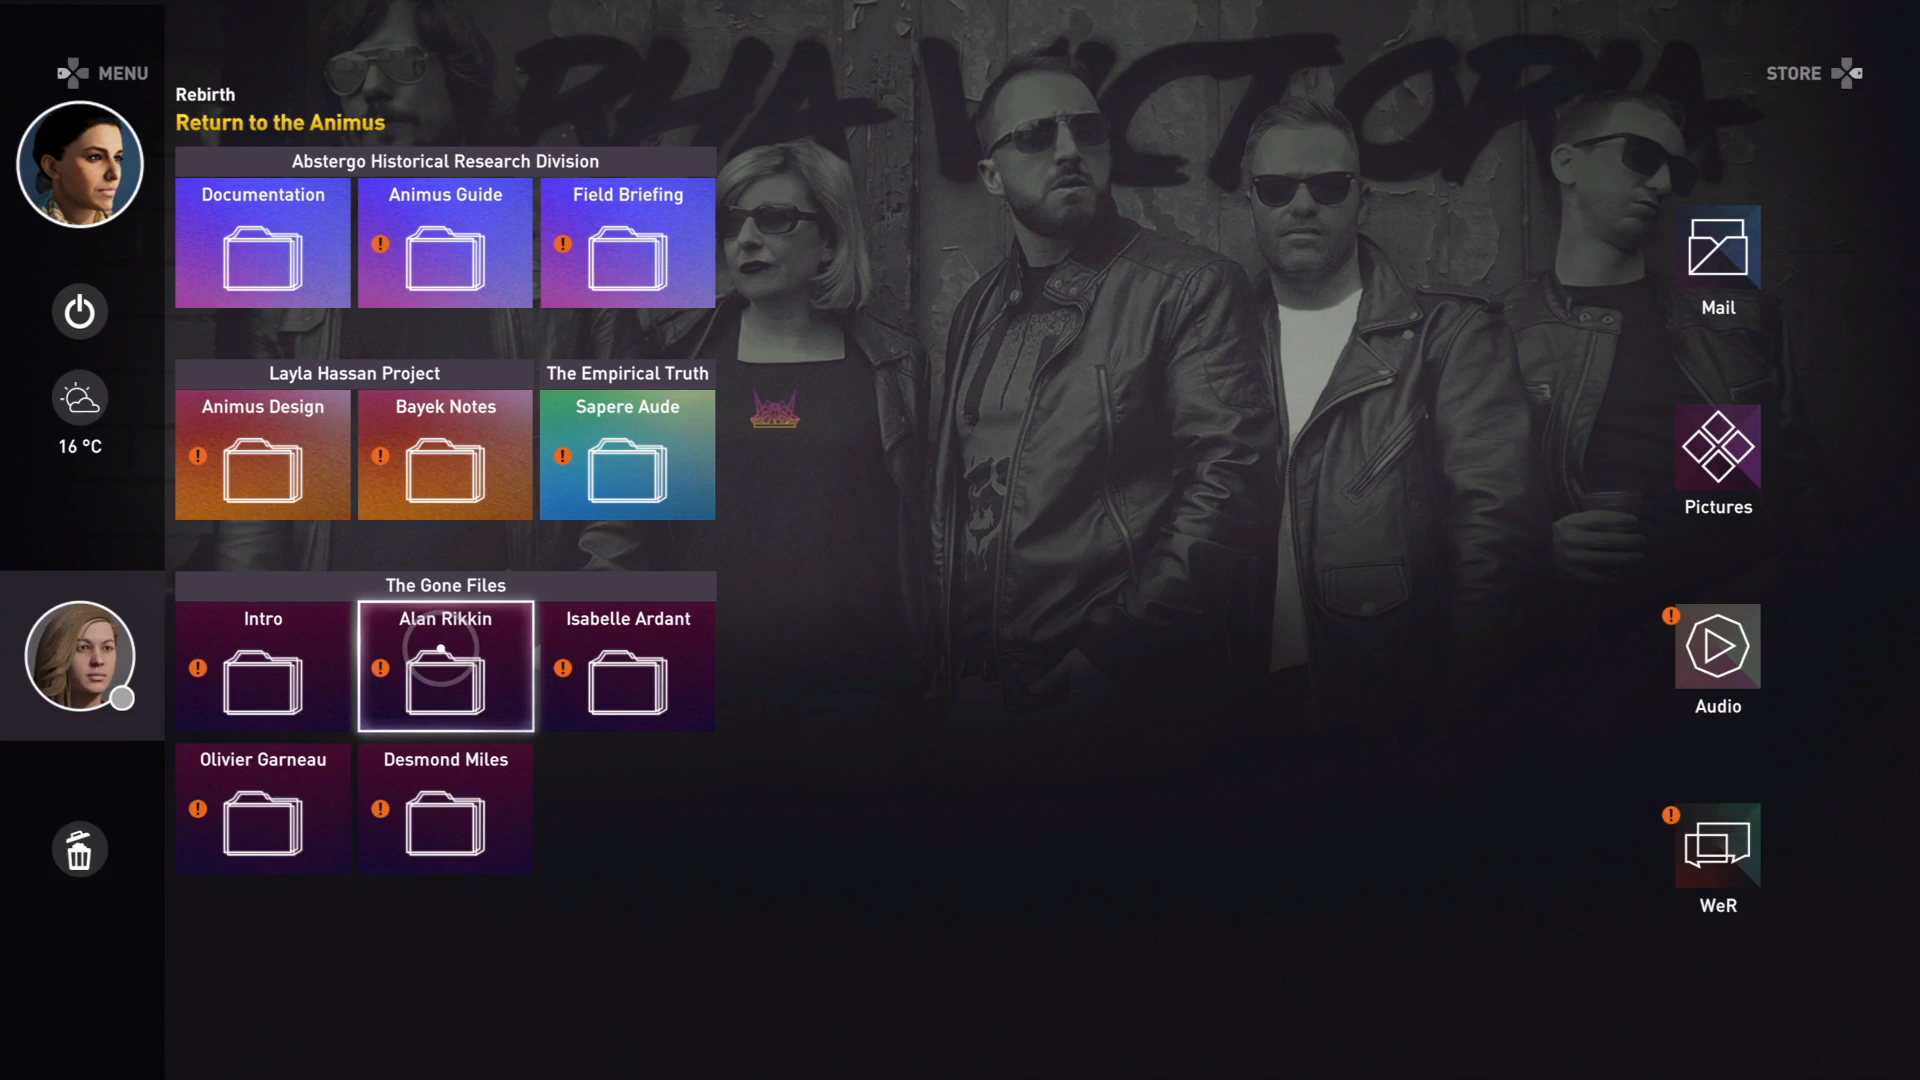 MENU
STORE
Rebirth
Return to the Animus
Abstergo Historical Research Division
Documentation
Animus Guide
Field Briefing
Layla Hassan Project
The Empirical Truth
Animus Design
Bayek Notes
Sapere Aude
16 °C
The Gone Files
Intro
Alan Rikkin
Isabelle Ardant
Olivier Garneau
Desmond Miles
Mail
Pictures
Audio
WeR